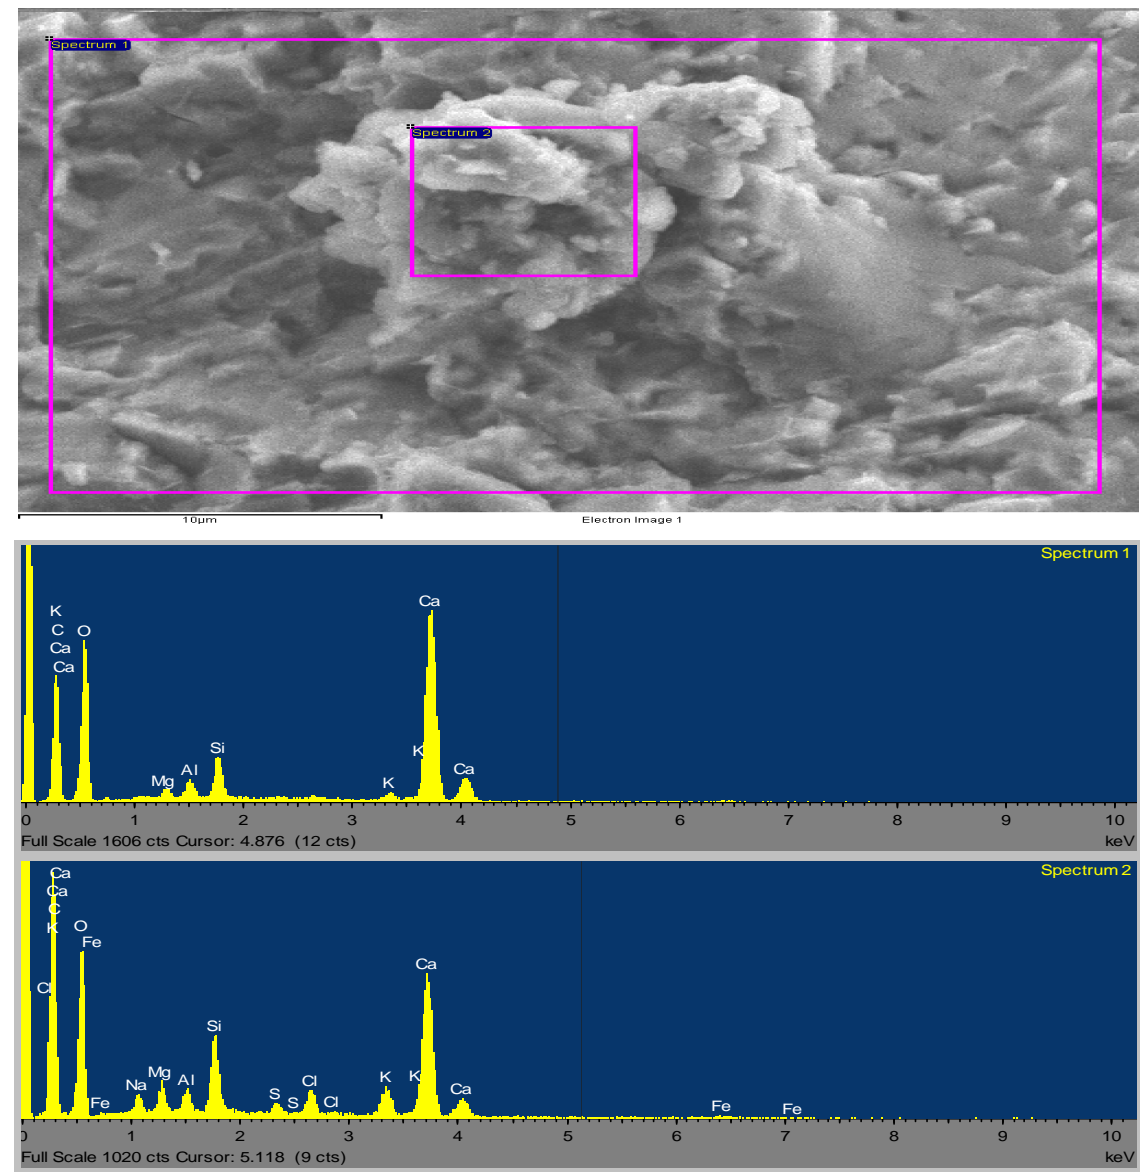 Spectrum 1
Spectrum 2
10µm
Electron Image 1
Spectrum 1
K
C
Ca
Ca
O
Mg
Al
Si
K
K
Ca
Ca
0 1 2 3 4 5 6 7 8 9 10
Full Scale 1606 cts Cursor: 4.876 (12 cts)
keV
Spectrum 2
Ca
Ca
C
K
Cl
O
Fe
Fe
Na
Mg
Al
Si
S
S
Cl
Cl
K
K
Ca
Ca
Fe
Fe
0 1 2 3 4 5 6 7 8 9 10
Full Scale 1020 cts Cursor: 5.118 (9 cts)
keV